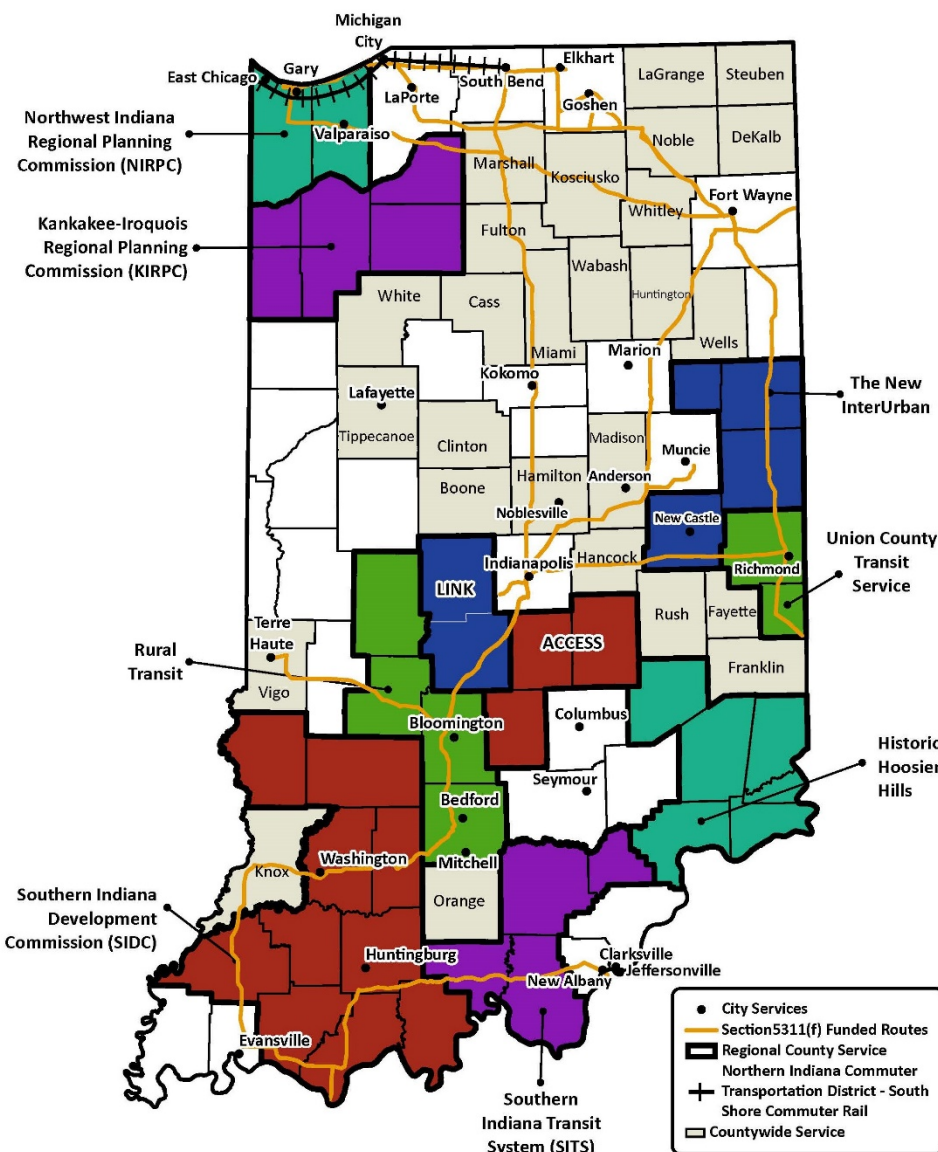 Michigan
City
Elkhart
Gary
East Chicago
South Bend
LaGrange
Steuben
LaPorte
Goshen
Northwest Indiana
Regional Planning
Commission (NIRPC)
Valparaiso
Noble
DeKalb
Marshall
Kosciusko
Fort Wayne
Whitley
Kankakee-Iroquois
Regional Planning
Commission (KIRPC)
Fulton
Wabash
White
Cass
Huntington
Wells
Miami
Marion
Kokomo
The New
InterUrban
Lafayette
Tippecanoe
Clinton
Madison
Muncie
Boone
Hamilton
Anderson
Noblesville
New Castle
Union County
Transit
Service
Hancock
Indianapolis
Richmond
LINK
Rush
Fayette
Terre
Haute
ACCESS
Rural
Transit
Franklin
Vigo
Columbus
Bloomington
Historic
Hoosier
Hills
Seymour
Bedford
Mitchell
Washington
Knox
Orange
Southern Indiana
Development
Commission (SIDC)
Huntingburg
Clarksville
Jeffersonville
New Albany
Evansville
Southern
Indiana Transit
System (SITS)
City Services
Section5311(f) Funded Routes
Regional County Service
Northern Indiana Commuter
Transportation District - South
Shore Commuter Rail
Countywide Service